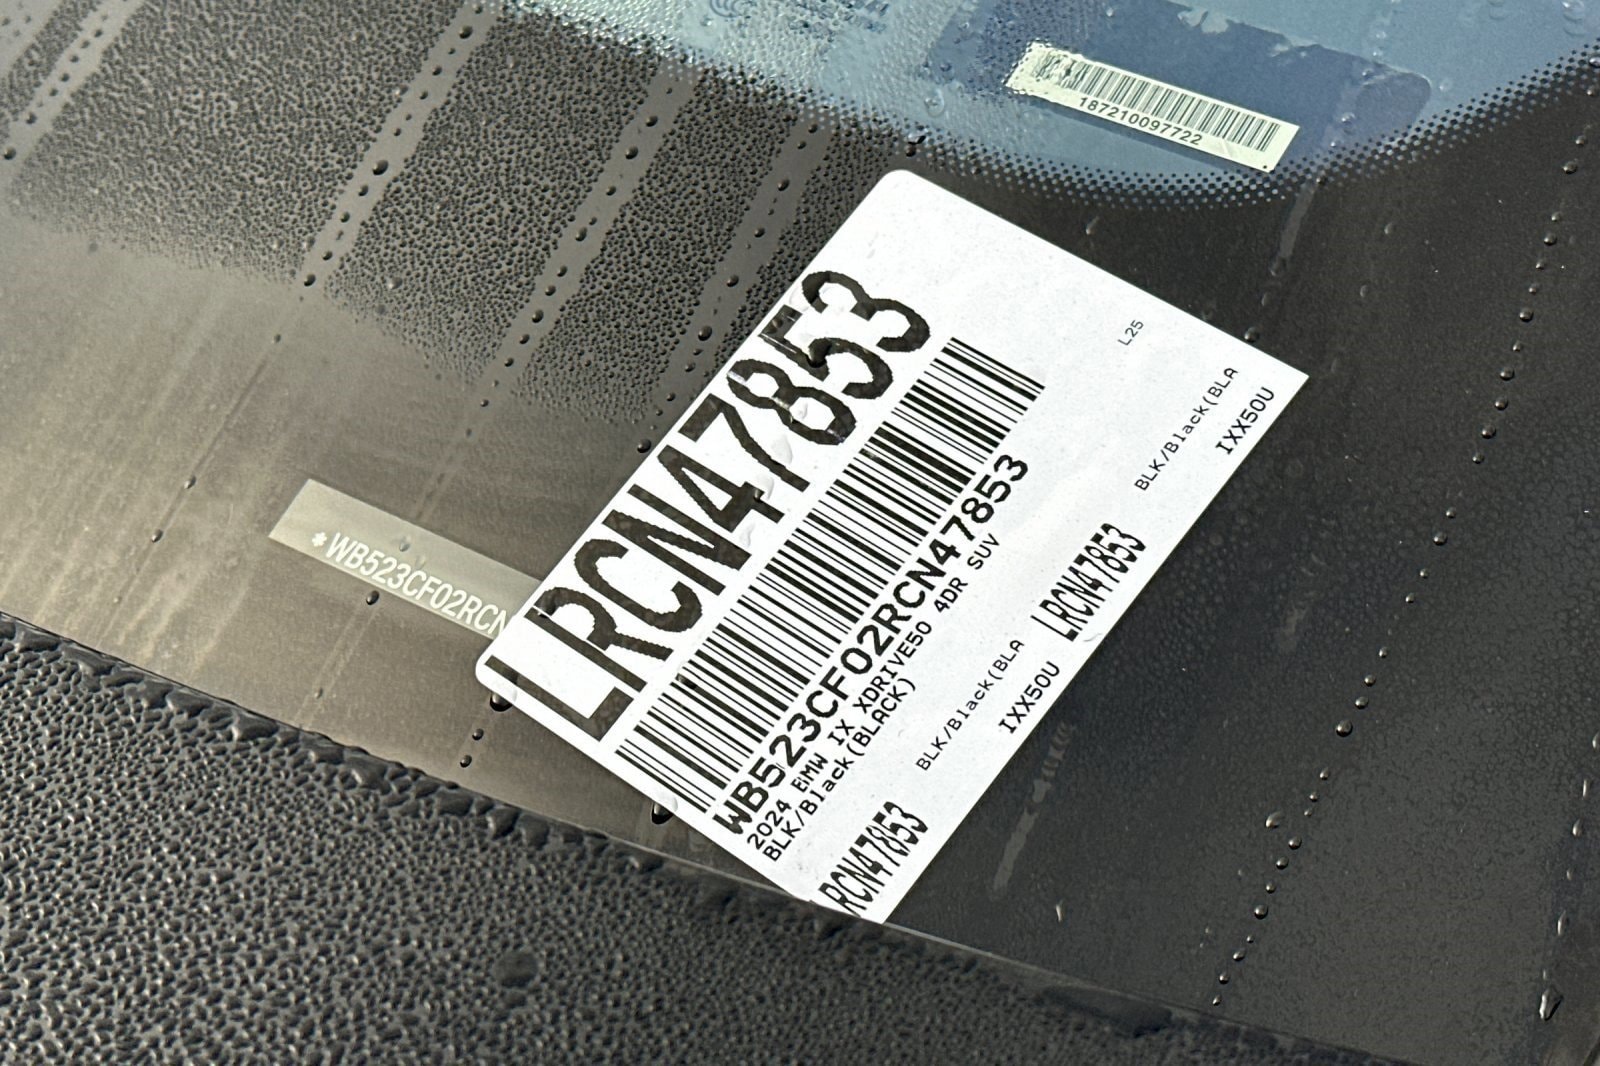 187210097722
*WB523CF02RCN
LRCN47853
WB523CF02RCN47853
2024 BMW IX XDRIVE50 4DR SUV
BLK/Black(BLACK)
L25
BLK/Black(BLA
IXX50U
LRCN47853
BLK/Black(BLA
IXX50U
RCN47853